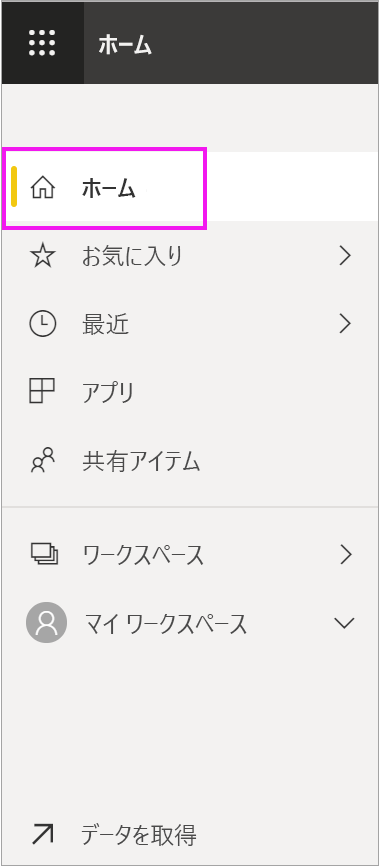 ホーム
ホーム
お気に入り
最近
アプリ
共有アイテム
ワークスペース
マイ ワークスペース
データを取得